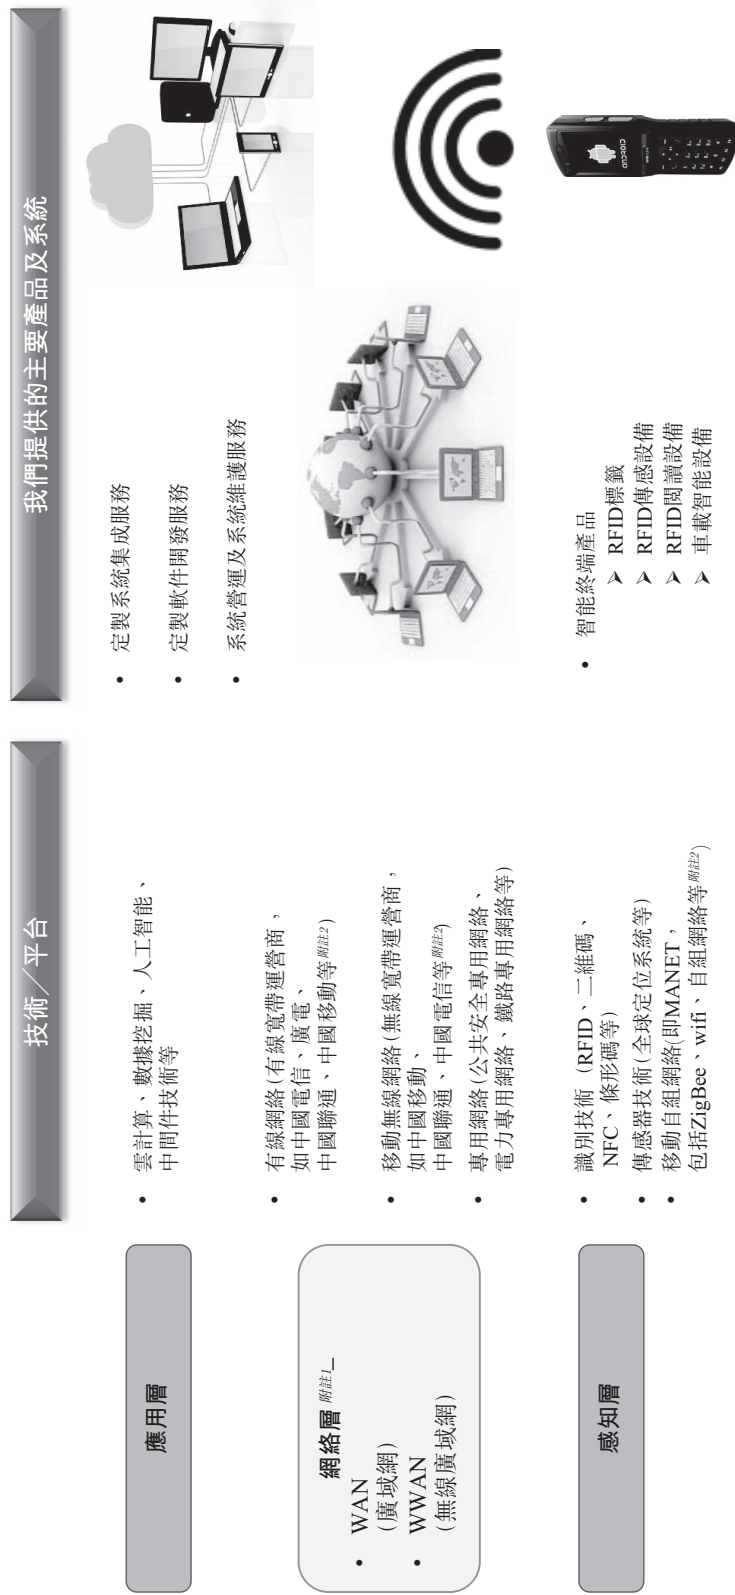 技術／平台
我們提供的主要產品及系統
應用層
• 雲計算、數據挖掘、人工智能、
中間件技術等
• 定製系統集成服務
• 定製軟件開發服務
• 系統營運及系統維護服務
網絡層 附註1
• WAN
(廣域網)
• WWAN
(無線廣域網)
• 有線網絡(有線寬帶運營商，
如中國電信、廣電、
中國聯通、中國移動等附註2)
• 移動無線網絡(無線寬帶運營商，
如中國移動、
中國聯通、中國電信等附註2)
• 專用網絡(公共安全專用網絡、
電力專用網絡、鐵路專用網絡等)
感知層
• 識別技術（RFID、二維碼、
NFC、條形碼等)
• 傳感器技術(全球定位系統等)
• 移動自組網絡(即MANET，
包括ZigBee、wifi、自組網絡等附註2)
• 智能終端產品
➤ RFID標籤
➤ RFID傳感設備
➤ RFID閱讀設備
➤ 車載智能設備